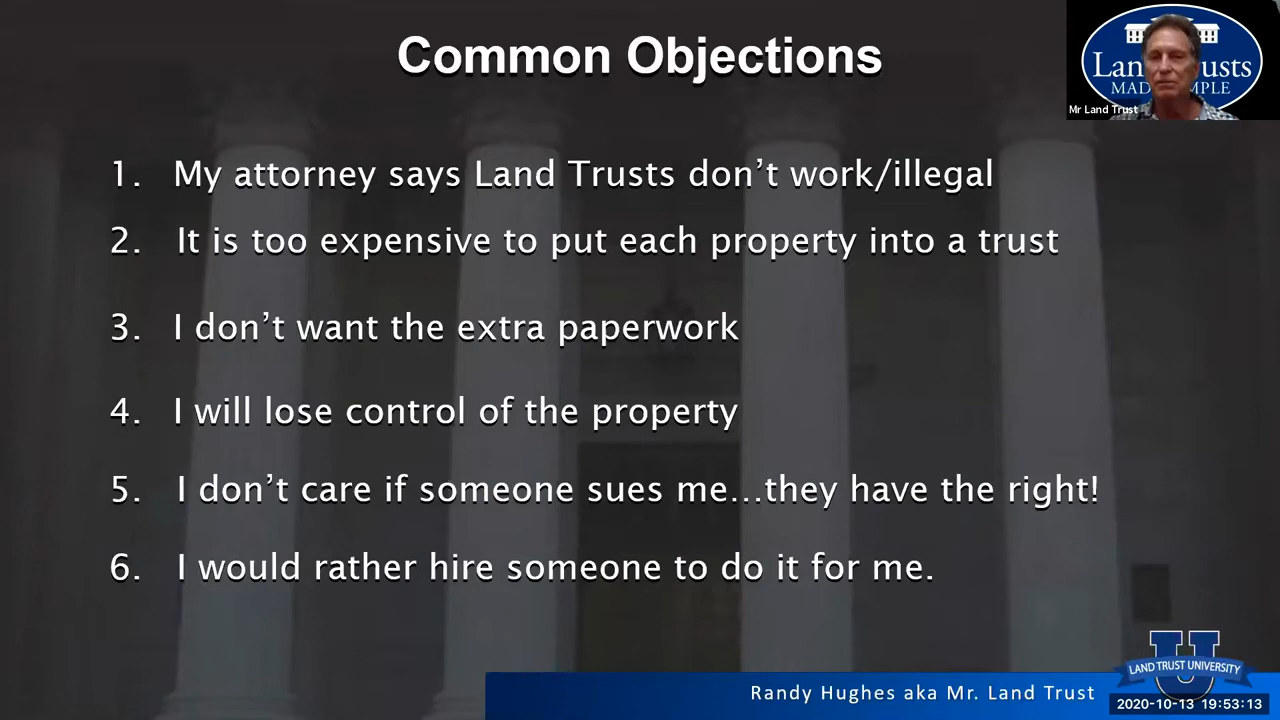 Common Objections
Lan usts
MAD MPLE
Mr Land Trust
1. My attorney says Land Trusts don't work/illegal
2. It is too expensive to put each property into a trust
3. I don't want the extra paperwork
4. I will lose control of the property
5. I don't care if someone sues me...they have the right!
6. I would rather hire someone to do it for me.
U
LAND TRUST UNIVERSITY
Randy Hughes aka Mr. Land Trust
2020-10-13 19:53:13